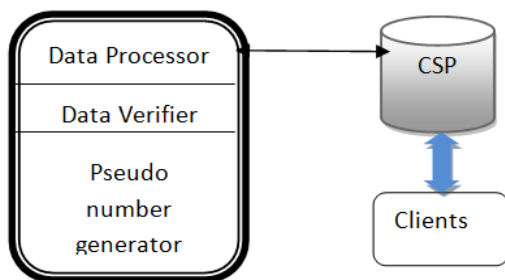 Data Processor
Data Verifier
Pseudo
number
generator
CSP
Clients